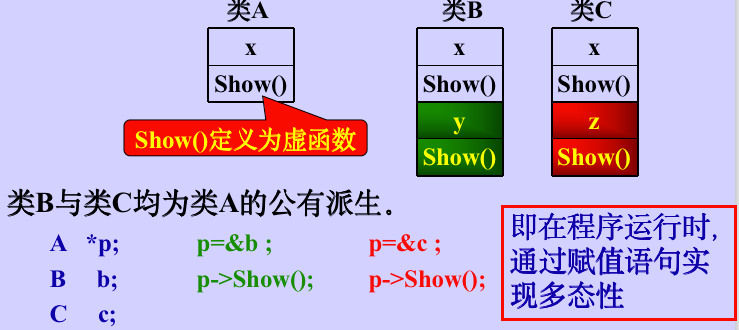 类A 类B 类C
x x x
Show() Show() Show()
y z
Show()定义为虚函数 Show() Show()
类B与类C均为类A的公有派生.
A *p; p=&b ; p=&c ;
B b; p->Show(); p->Show();
C c;
即在程序运行时,
通过赋值语句实
现多态性